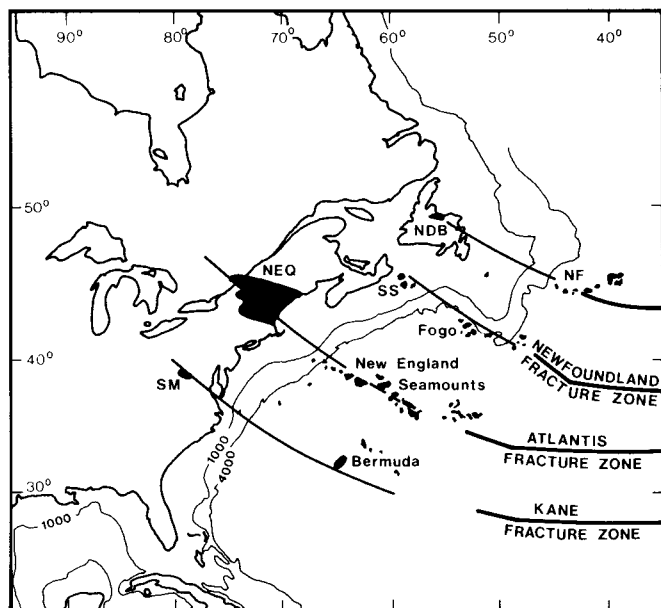 90° 80° 70° 60° 50° 40°
50°
NDB
NEQ
NF
SS
Fogo
40°
NEWFOUNDLAND
FRACTURE ZONE
New England
Seamounts
SM
1000
4000
ATLANTIS
FRACTURE ZONE
Bermuda
30°
KANE
FRACTURE ZONE
1000